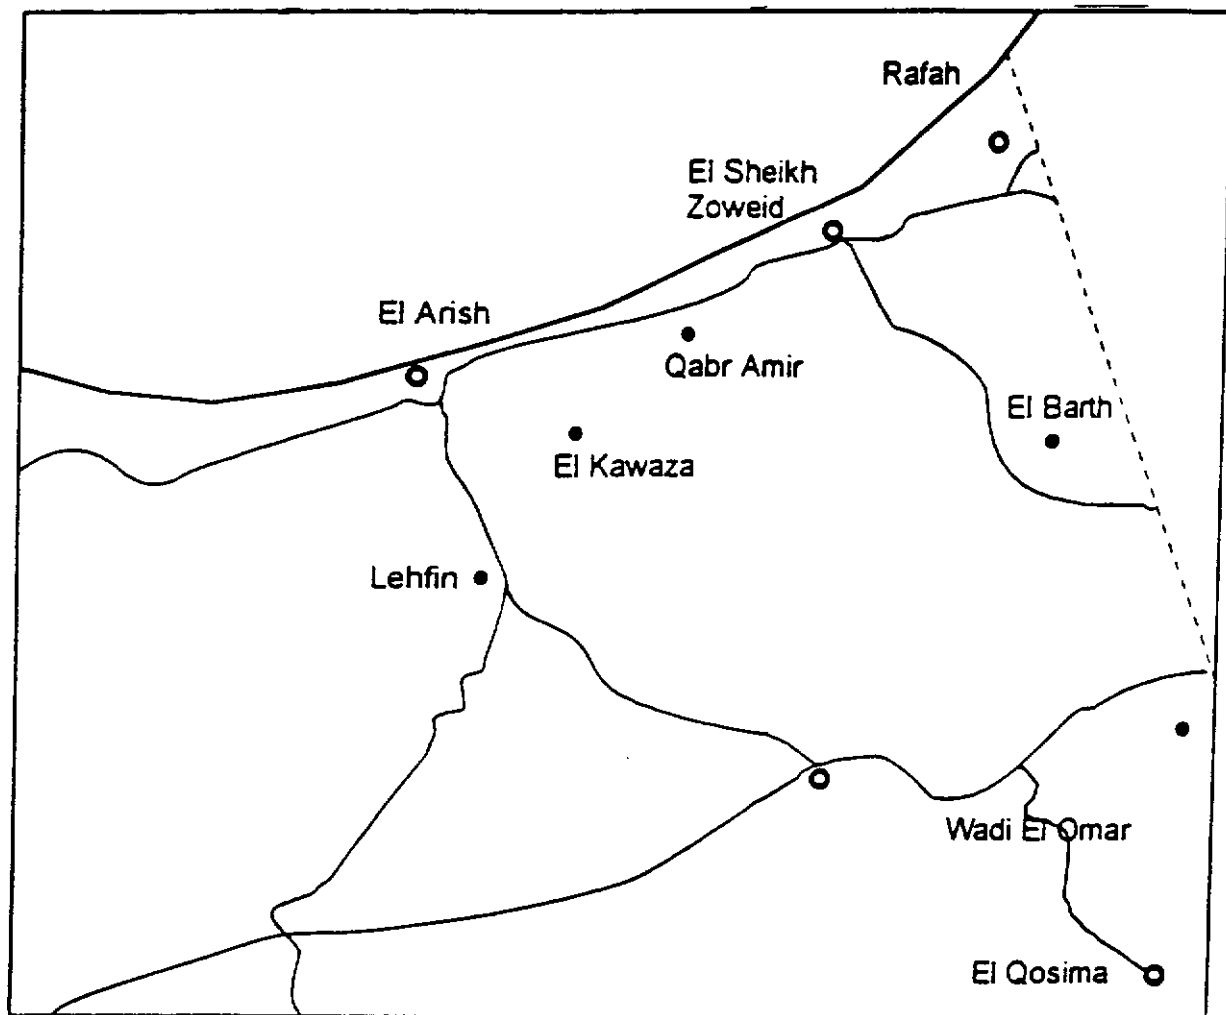 Rafah
El Sheikh
Zoweid
El Arish
Qabr Amir
El Barth
El Kawaza
Lehfin
Wadi El Omar
El Qosima